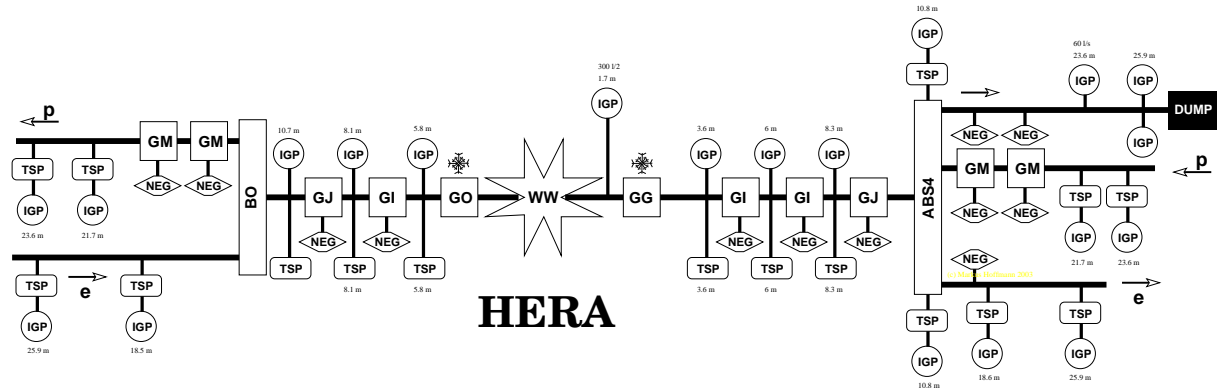 10.8 m
IGP
TSP
60 l/s
23.6 m
IGP
25.9 m
IGP
300 l/2
1.7 m
IGP
DUMP
IGP
NEG
NEG
p
GM
GM
NEG
NEG
TSP
TSP
IGP
IGP
23.6 m
21.7 m
BO
10.7 m
8.1 m
5.8 m
IGP
IGP
IGP
GJ
GI
GO
WW
NEG
NEG
TSP
TSP
TSP
8.1 m
5.8 m
GG
3.6 m
6 m
8.3 m
IGP
IGP
IGP
GI
GI
GJ
NEG
NEG
NEG
TSP
TSP
TSP
3.6 m
6 m
8.3 m
ABS4
GM
GM
p
NEG
NEG
TSP
TSP
IGP
IGP
21.7 m
23.6 m
e
TSP
TSP
IGP
IGP
25.9 m
18.5 m
HERA
NEG
e
TSP
TSP
TSP
IGP
IGP
IGP
10.8 m
18.6 m
25.9 m